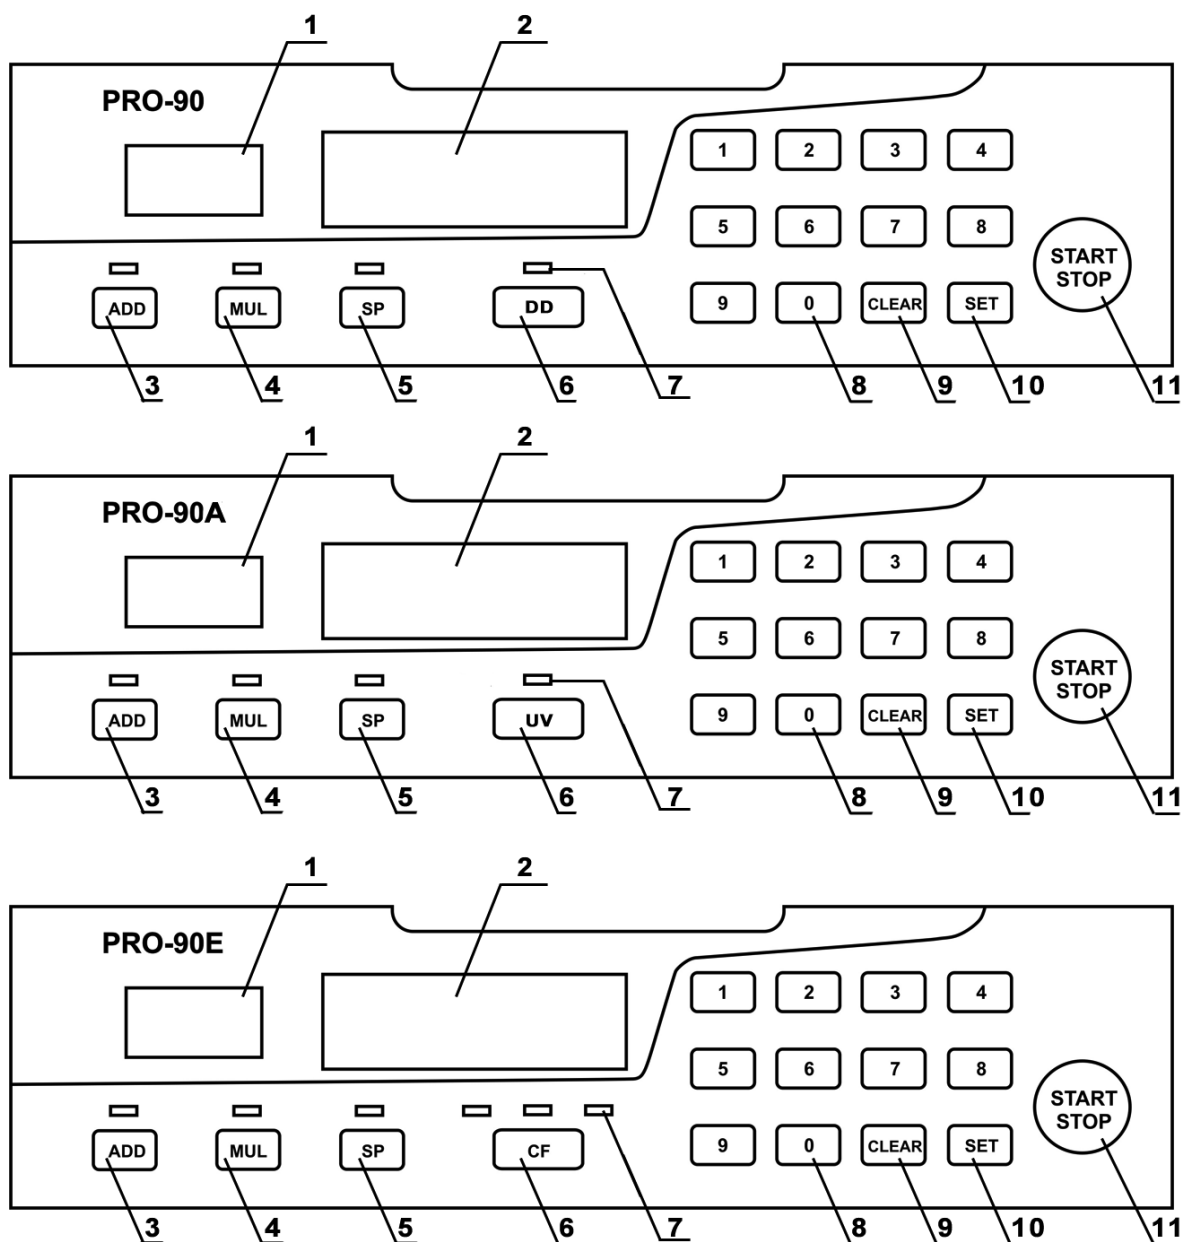 1 2
PRO-90
1 2 3 4
5 6 7 8
START
STOP
ADD MUL SP DD
9 0 CLEAR SET
3 4 5 6 7 8 9 10 11
1 2
PRO-90A
1 2 3 4
5 6 7 8
START
STOP
ADD MUL SP UV
9 0 CLEAR SET
3 4 5 6 7 8 9 10 11
1 2
PRO-90E
1 2 3 4
5 6 7 8
START
STOP
ADD MUL SP CF
9 0 CLEAR SET
3 4 5 6 7 8 9 10 11